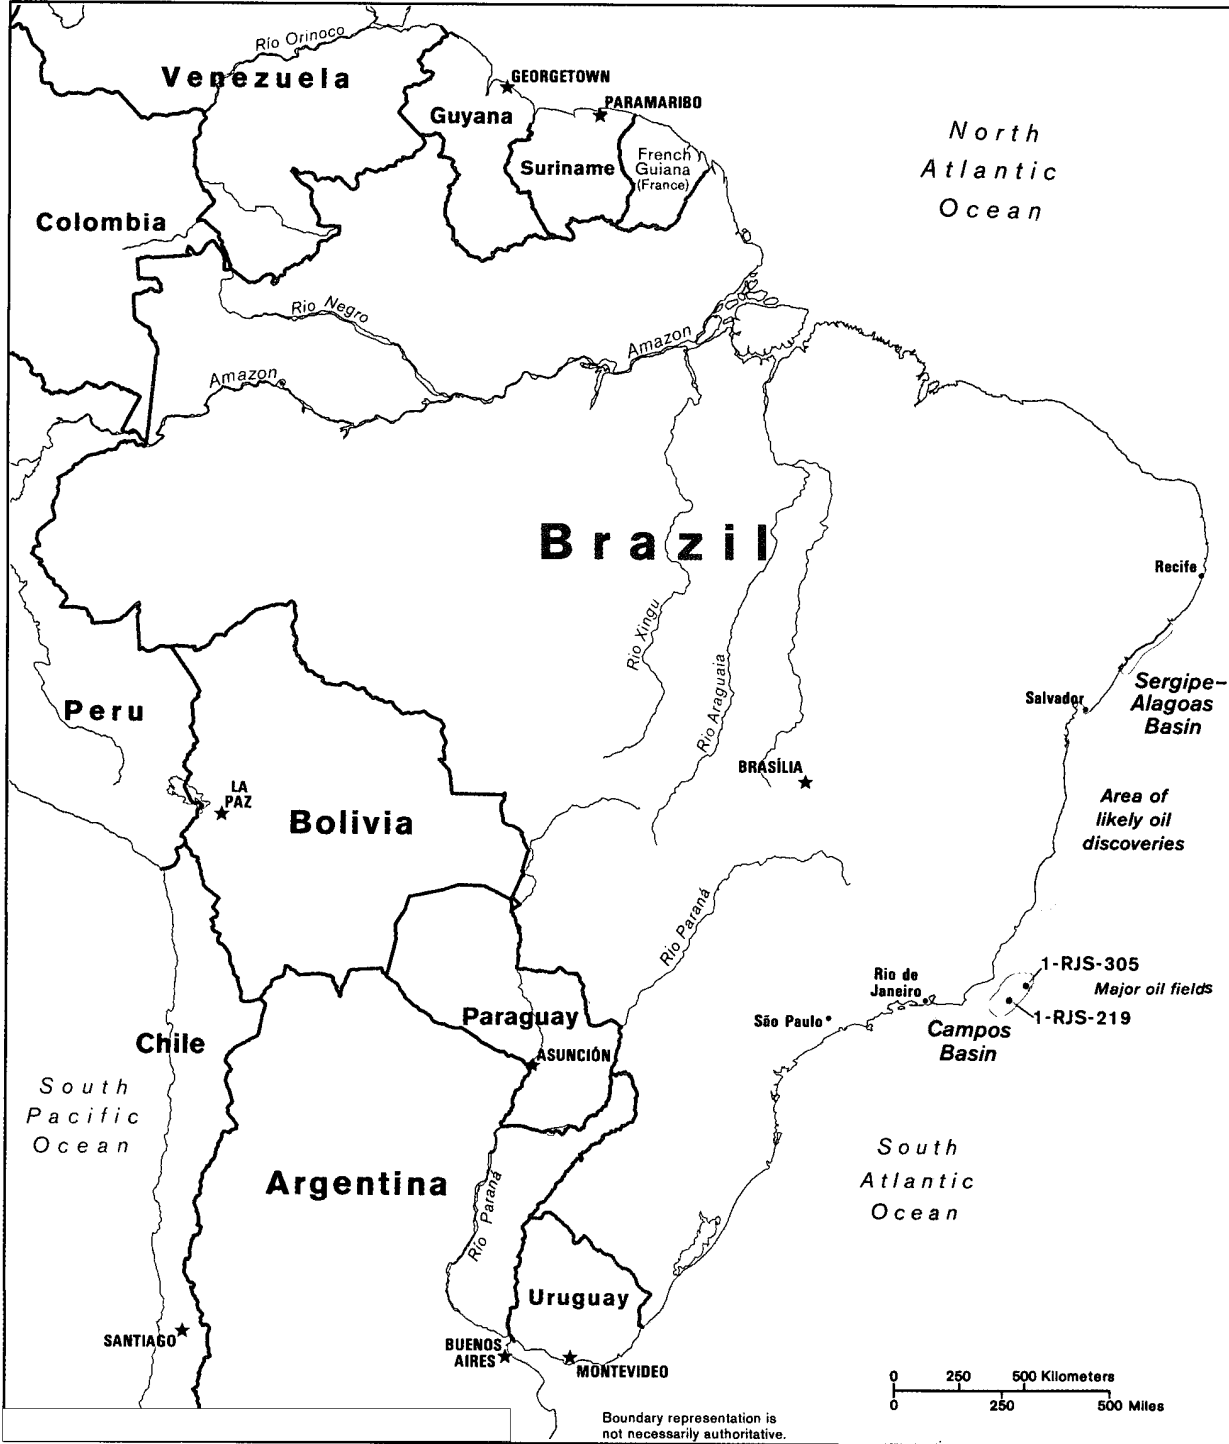 Río Orinoco
Venezuela
GEORGETOWN
Guyana
PARAMARIBO
North
Atlantic
Ocean
Suriname
French
Guiana
(France)
Colombia
Rio Negro
Amazon
Amazon
Brazil
Recife
Rio Xingu
Rio Araguaia
Peru
Salvador
Sergipe–
Alagoas
Basin
BRASÍLIA
LA
PAZ
Bolivia
Area of
likely oil
discoveries
Rio Paraná
Rio de
Janeiro
1-RJS-305
Major oil fields
1-RJS-219
São Paulo
Campos
Basin
Paraguay
Chile
ASUNCIÓN
South
Pacific
Ocean
South
Atlantic
Ocean
Argentina
Río Paraná
Uruguay
SANTIAGO
BUENOS
AIRES
MONTEVIDEO
0 250 500 Kilometers
0 250 500 Miles
Boundary representation is
not necessarily authoritative.